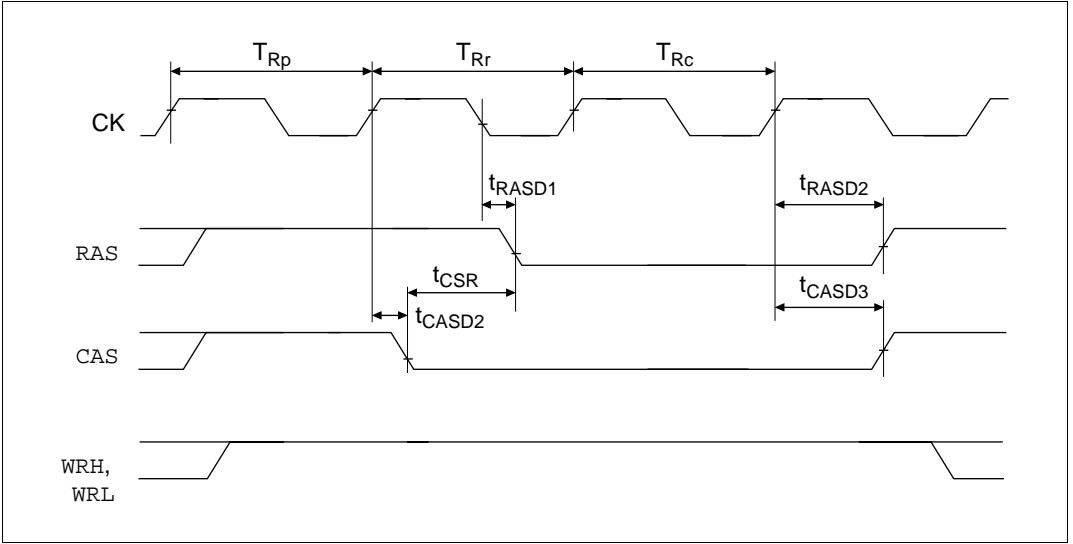 TRp TRr TRc
CK
tRASD1 tRASD2
RAS
tCSR
tCASD2 tCASD3
CAS
WRH,
WRL